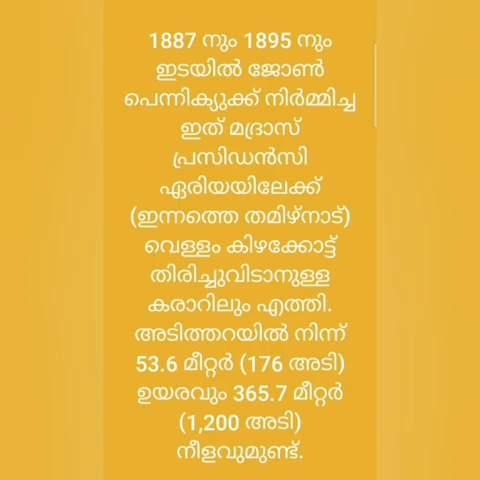 1887 നും 1895 നും
ഇടയിൽ ജോൺ
പെന്നിക്യുക്ക് നിർമ്മിച്ച
ഇത് മദ്രാസ്
പ്രസിഡൻസി
ഏരിയയിലേക്ക്
(ഇന്നത്തെ തമിഴ്നാട്)
വെള്ളം കിഴക്കോട്ട്
തിരിച്ചുവിടാനുള്ള
കരാറിലും എത്തി.
അടിത്തറയിൽ നിന്ന്
53.6 മീറ്റർ (176 അടി)
ഉയരവും 365.7 മീറ്റർ
(1,200 അടി)
നീളവുമുണ്ട്.